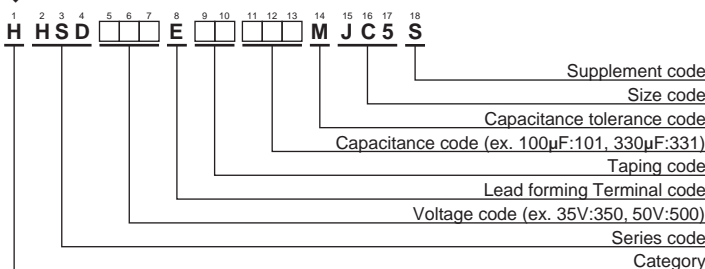 1 2 3 4 5 6 7 8 9 10 11 12 13 14 15 16 17 18
H HSD E M JC5 S
Supplement code
Size code
Capacitance tolerance code
Capacitance code (ex. 100µF:101, 330µF:331)
Taping code
Lead forming Terminal code
Voltage code (ex. 35V:350, 50V:500)
Series code
Category